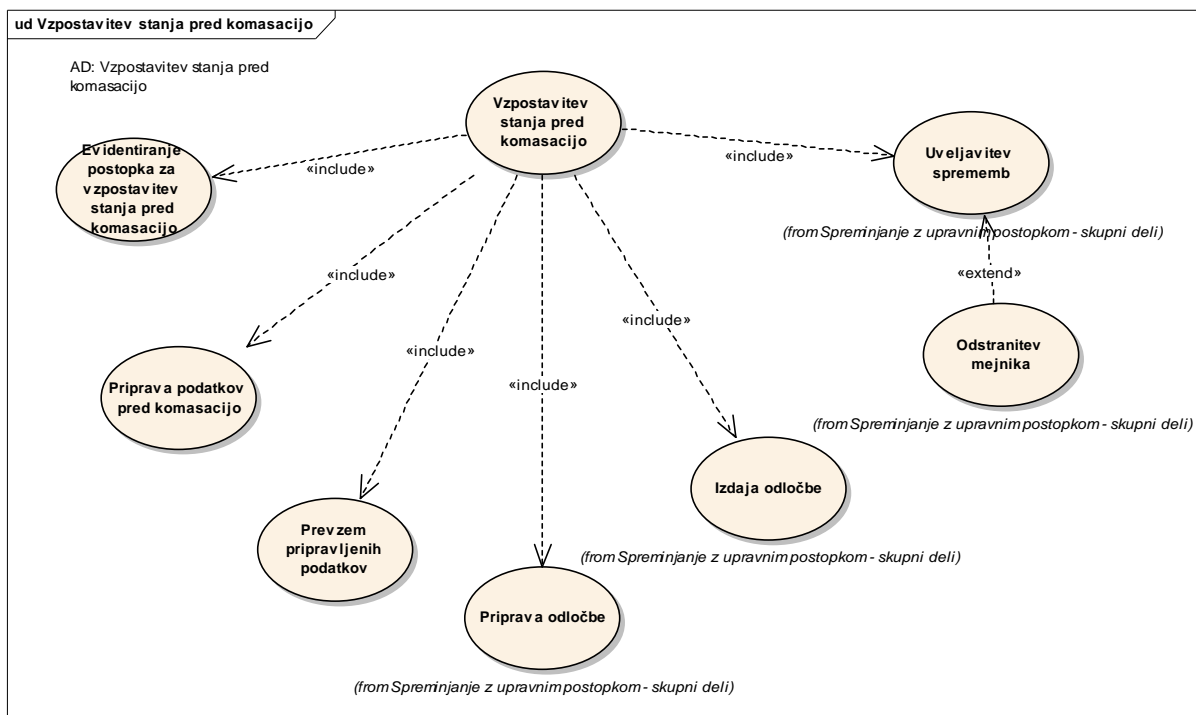 ud Vzpostavitev stanja pred komasacijo
AD: Vzpostavitev stanja pred
komasacijo
Vzpostavitev
stanja pred
komasacijo
Evidentiranje
postopka za
vzpostavitev
stanja pred
komasacijo
«include»
«include»
Uveljavitev
sprememb
(from Spreminjanje z upravnim postopkom - skupni deli)
«extend»
«include»
«include»
«include»
«include»
Odstranitev
mejnika
(from Spreminjanje z upravnim postopkom - skupni deli)
Priprava podatkov
pred komasacijo
Izdaja odločbe
(from Spreminjanje z upravnim postopkom - skupni deli)
Prevzem
pripravljenih
podatkov
Priprava odločbe
(from Spreminjanje z upravnim postopkom - skupni deli)